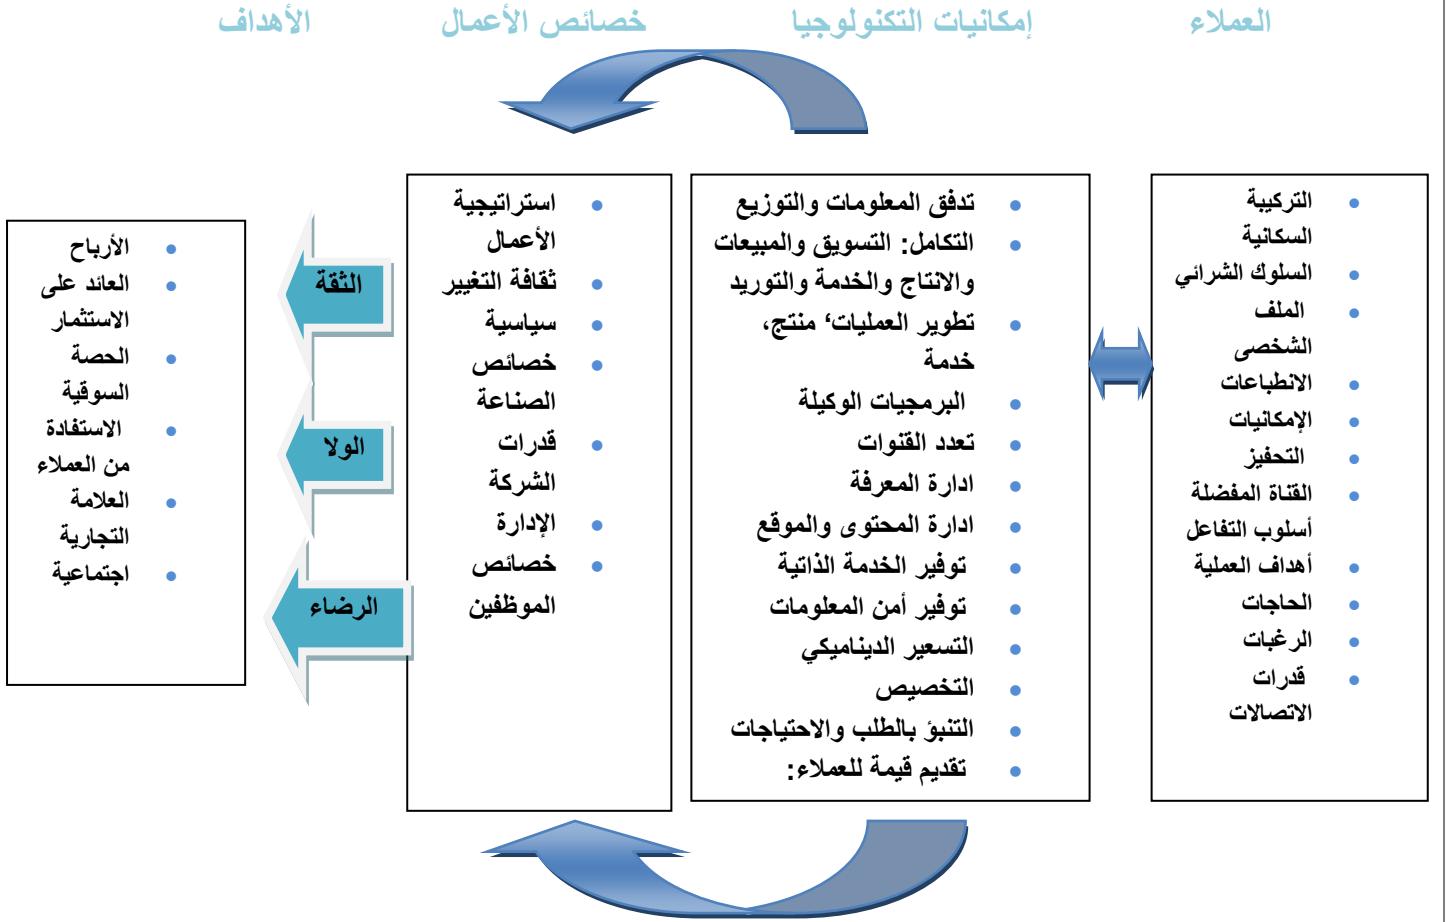 العملاء
إمكانيات التكنولوجيا
خصائص الأعمال
الأهداف
التركيبة
السكانية
السلوك الشرائي
الملف
الشخصى
الانطباعات
الإمكانيات
التحفيز
القناة المفضلة
أسلوب التفاعل
أهداف العملية
الحاجات
الرغبات
قدرات
الاتصالات
تدفق المعلومات والتوزيع
التكامل: التسويق والمبيعات
والانتاج والخدمة والتوريد
تطوير العمليات‘ منتج،
خدمة
البرمجيات الوكيلة
تعدد القنوات
ادارة المعرفة
ادارة المحتوى والموقع
توفير الخدمة الذاتية
توفير أمن المعلومات
التسعير الديناميكي
التخصيص
التنبؤ بالطلب والاحتياجات
تقديم قيمة للعملاء:
استراتيجية
الأعمال
ثقافة التغيير
سياسية
خصائص
الصناعة
قدرات
الشركة
الإدارة
خصائص
الموظفين
الثقة
الولا
الرضاء
الأرباح
العائد على
الاستثمار
الحصة
السوقية
الاستفادة
من العملاء
العلامة
التجارية
اجتماعية